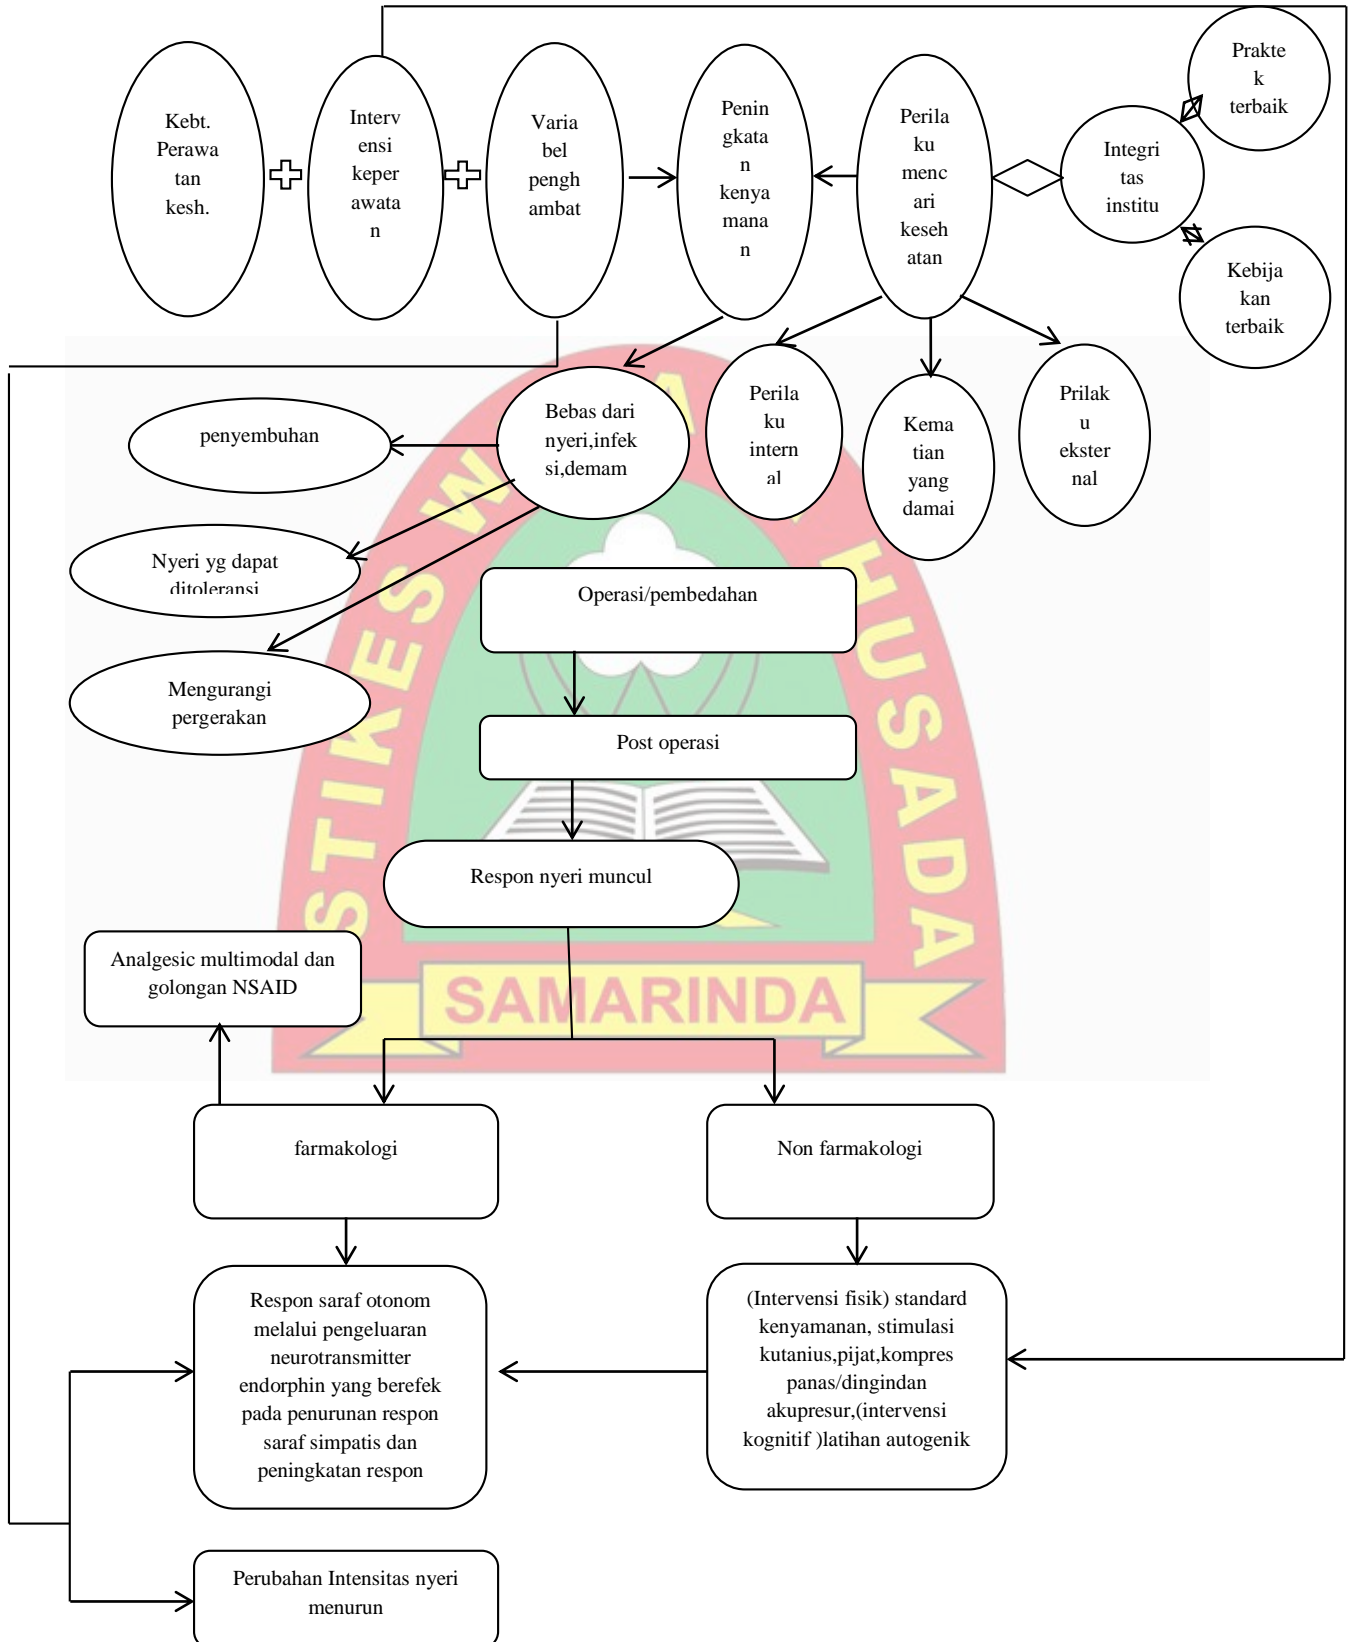 Kebt.
Perawa
tan
kesh.
Interv
ensi
keper
awata
n
Varia
bel
pengh
ambat
Penin
gkata
n
kenya
mana
n
Perila
ku
menc
ari
keseh
atan
Integri
tas
institu
Prakte
k
terbaik
Kebija
kan
terbaik
Bebas dari
nyeri,infek
si,demam
Perila
ku
intern
al
Kema
tian
yang
damai
Prilak
u
ekster
nal
penyembuhan
Nyeri yg dapat
ditoleransi
Mengurangi
pergerakan
Operasi/pembedahan
Post operasi
Respon nyeri muncul
Analgesic multimodal dan
golongan NSAID
farmakologi
Non farmakologi
Respon saraf otonom
melalui pengeluaran
neurotransmitter
endorphin yang berefek
pada penurunan respon
saraf simpatis dan
peningkatan respon
(Intervensi fisik) standard
kenyamanan, stimulasi
kutanius,pijat,kompres
panas/dingindan
akupresur,(intervensi
kognitif )latihan autogenik
Perubahan Intensitas nyeri
menurun
STIKES W A HUSADA
SAMARINDA